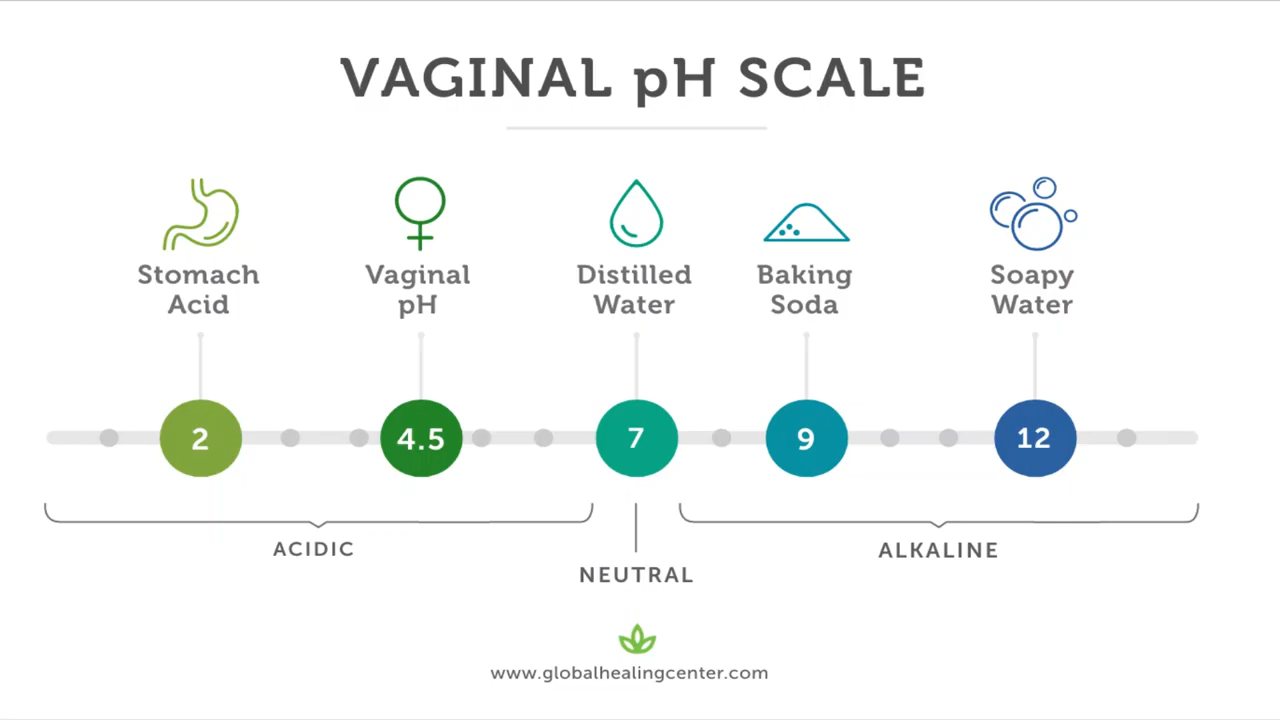 VAGINAL pH SCALE
Stomach
Acid
Vaginal
pH
Distilled
Water
Baking
Soda
Soapy
Water
2
4.5
7
9
12
ACIDIC
NEUTRAL
ALKALINE
www.globalhealingcenter.com